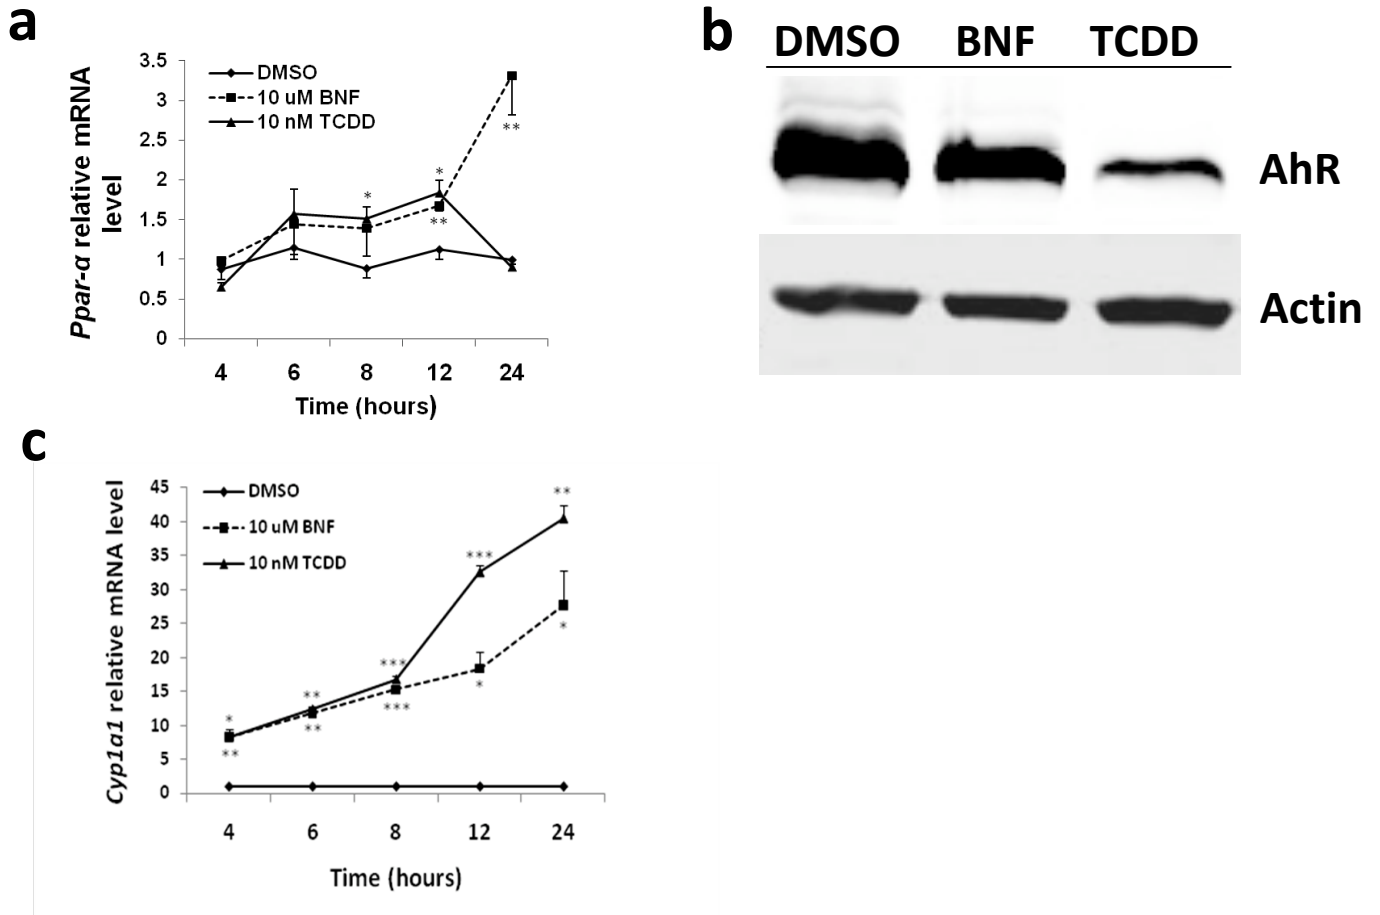 a
Ppar-α relative mRNA
level
3.5
3
2.5
2
1.5
1
0.5
0
DMSO
10 uM BNF
10 nM TCDD
*
*
**
**
4 6 8 12 24
Time (hours)
b
DMSO BNF TCDD
AhR
Actin
c
Cyp1a1 relative mRNA level
45
40
35
30
25
20
15
10
5
0
DMSO
10 uM BNF
10 nM TCDD
**
***
*
***
*
**
***
*
**
**
4 6 8 12 24
Time (hours)